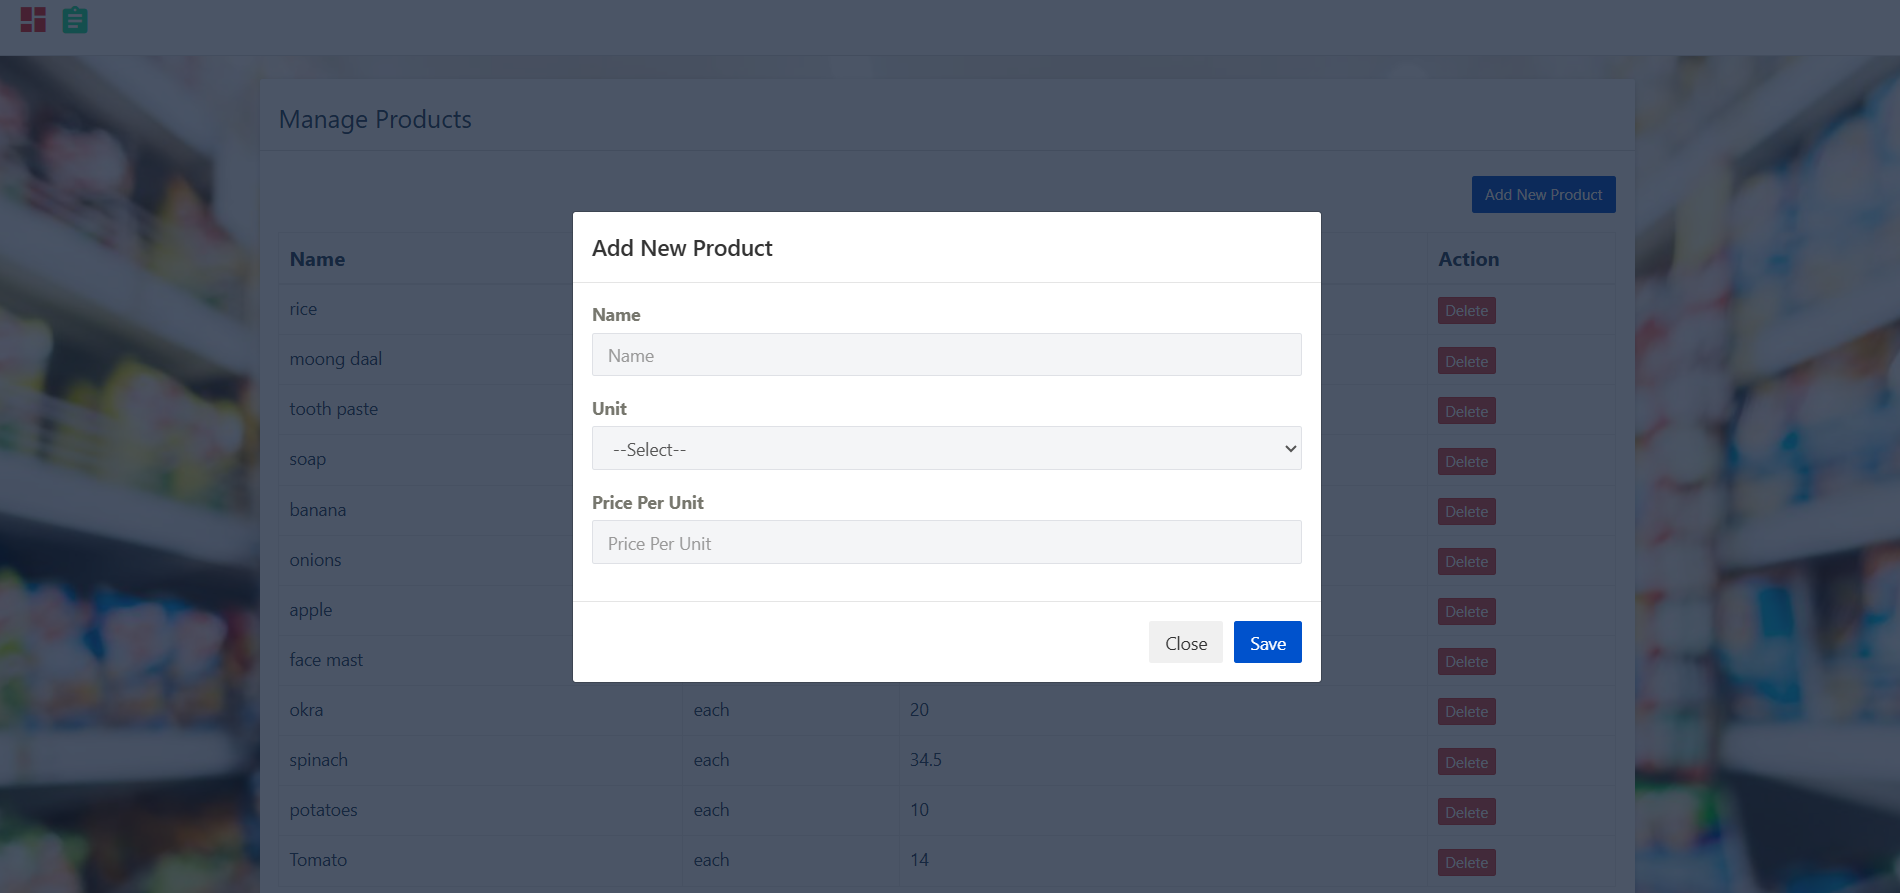 Manage Products
Add New Product
Name Action
rice Delete
moong daal Delete
tooth paste Delete
soap Delete
banana Delete
onions Delete
apple Delete
face mast Delete
okra each 20 Delete
spinach each 34.5 Delete
potatoes each 10 Delete
Tomato each 14 Delete
Add New Product
Name
Name
Unit
--Select--
Price Per Unit
Price Per Unit
Close Save